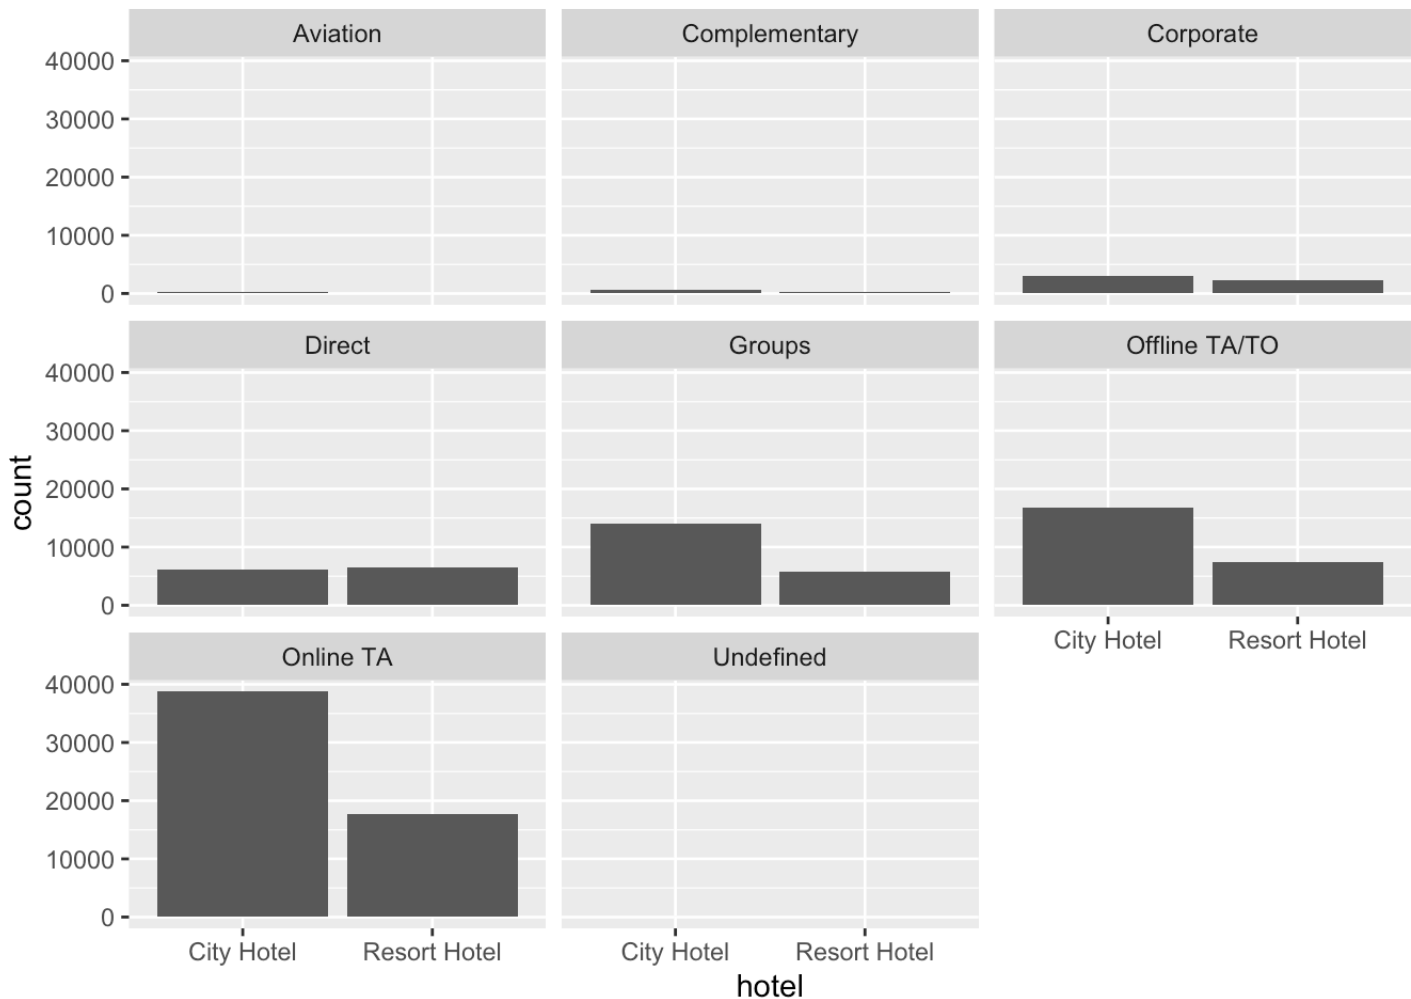 Aviation
Complementary
Corporate
40000
30000
20000
10000
0
Direct
Groups
Offline TA/TO
40000
30000
20000
10000
0
City Hotel
Resort Hotel
Online TA
Undefined
40000
30000
20000
10000
0
City Hotel
Resort Hotel
City Hotel
Resort Hotel
count
hotel